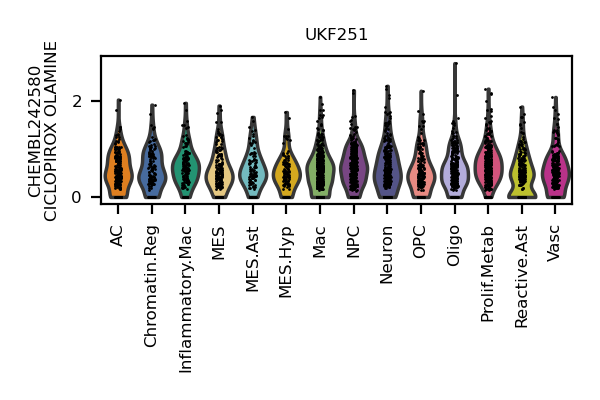 UKF251
CHEMBL242580
CICLOPIROX OLAMINE
2
0
AC
Chromatin.Reg
Inflammatory.Mac
MES
MES.Ast
MES.Hyp
Mac
NPC
Neuron
OPC
Oligo
Prolif.Metab
Reactive.Ast
Vasc